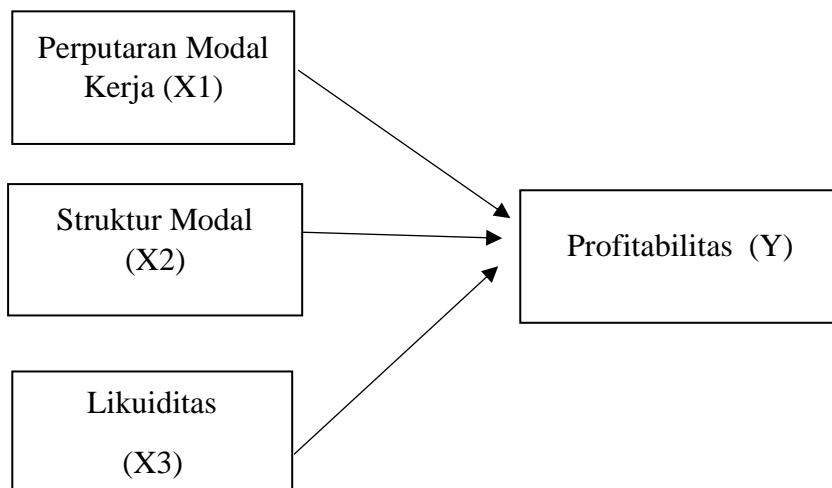 Perputaran Modal
Kerja (X1)
Struktur Modal
(X2)
Profitabilitas  (Y)
Likuiditas
(X3)